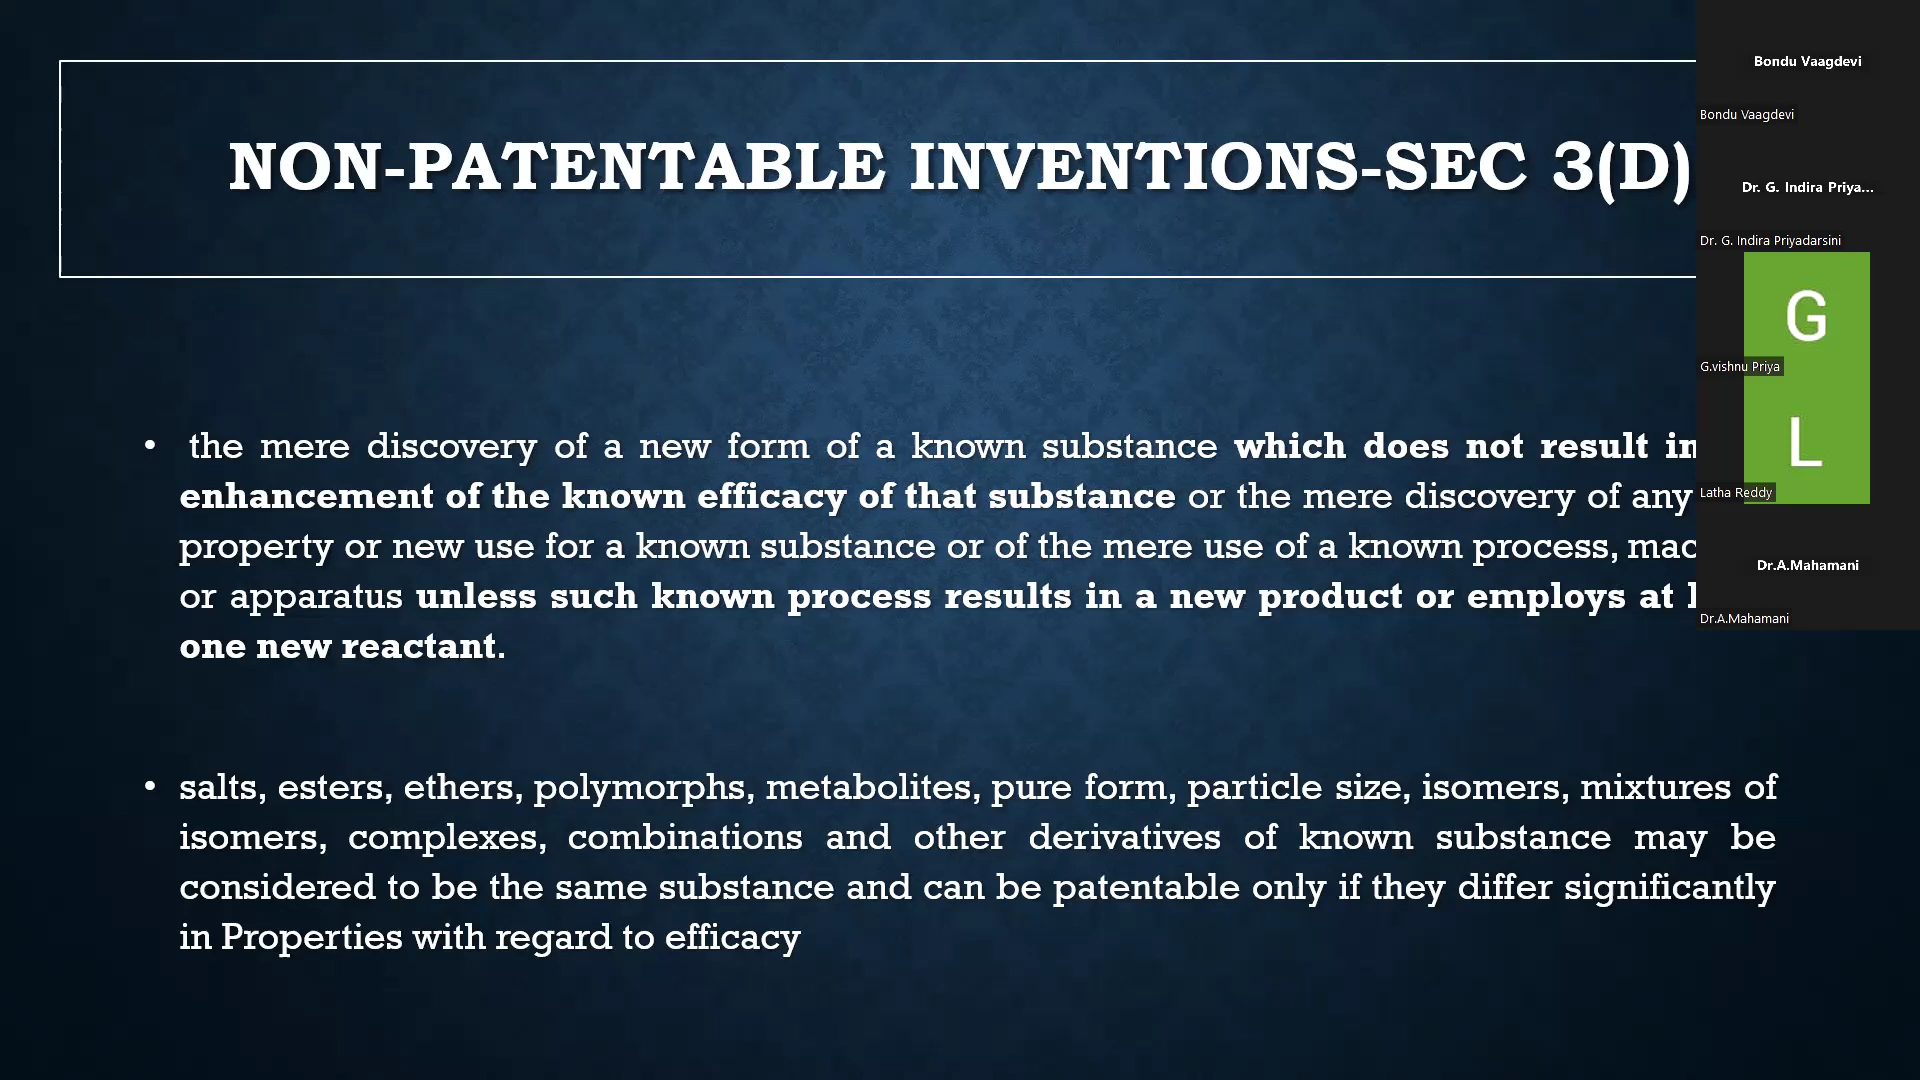 NON-PATENTABLE INVENTIONS-SEC 3(D)
• the mere discovery of a new form of a known substance which does not result in
enhancement of the known efficacy of that substance or the mere discovery of any
property or new use for a known substance or of the mere use of a known process,
or apparatus unless such known process results in a new product or employs at
one new reactant.
• salts, esters, ethers, polymorphs, metabolites, pure form, particle size, isomers, mixtures of
isomers, complexes, combinations and other derivatives of known substance may be
considered to be the same substance and can be patentable only if they differ significantly
in Properties with regard to efficacy
Bondu Vaagdevi
Bondu Vaagdevi
Dr. G. Indira Priya...
Dr. G. Indira Priyadarsini
G
G.vishnu Priya
L
Latha Reddy
Dr.A.Mahamani
Dr.A.Mahamani